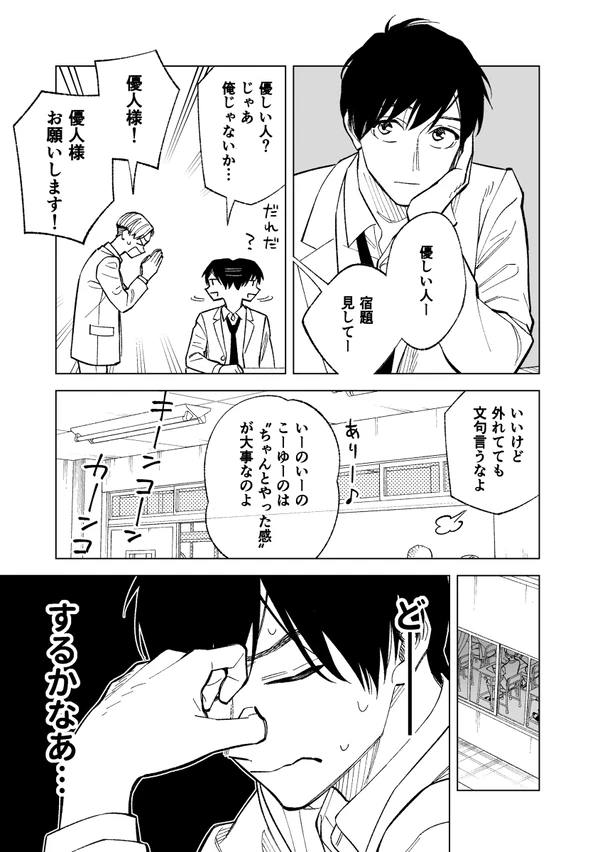 優しい人ー
宿題
見してー
優しい人？
じゃあ
俺じゃないか…
だれだ
？
優人様！
優人様
お願いします！
いいけど
外れてても
文句言うなよ
ありー♪
いーのいーの
こーゆーのは
〝ちゃんとやった感〟
が大事なのよ
キーンコーン
カーンコ
ど
するかなあ…